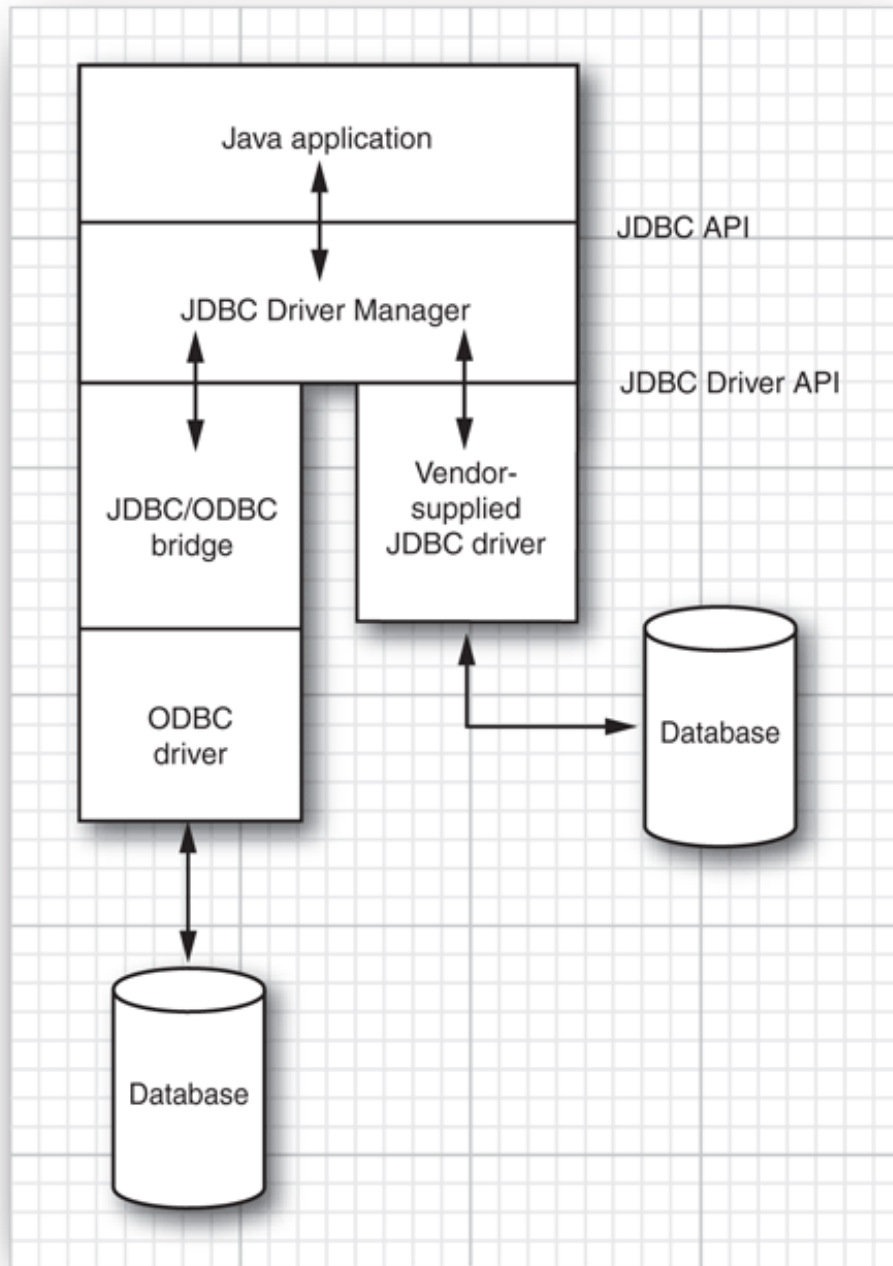 Java application
JDBC API
JDBC Driver Manager
JDBC Driver API
JDBC/ODBC
bridge
Vendor-
supplied
JDBC driver
ODBC
driver
Database
Database